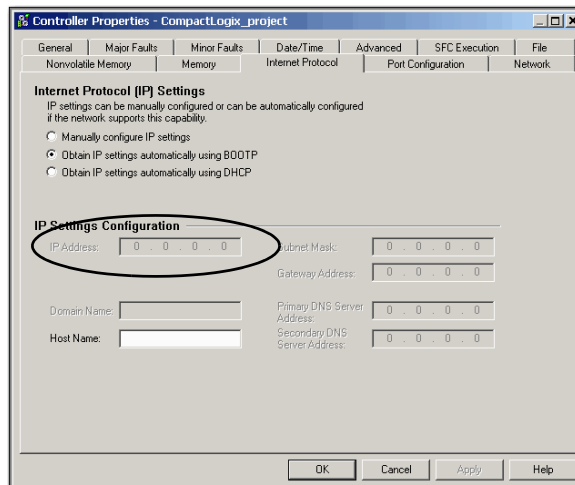 Controller Properties - CompactLogix_project
General Major Faults Minor Faults Date/Time Advanced SFC Execution File
Nonvolatile Memory Memory Internet Protocol Port Configuration Network
Internet Protocol (IP) Settings
IP settings can be manually configured or can be automatically configured
if the network supports this capability.
Manually configure IP settings
Obtain IP settings automatically using BOOTP
Obtain IP settings automatically using DHCP
IP Settings Configuration
IP Address: 0 . 0 . 0 . 0 Subnet Mask: 0 . 0 . 0 . 0
Gateway Address: 0 . 0 . 0 . 0
Domain Name: Primary DNS Server
Address: 0 . 0 . 0 . 0
Host Name: Secondary DNS
Server Address: 0 . 0 . 0 . 0
OK Cancel Apply Help